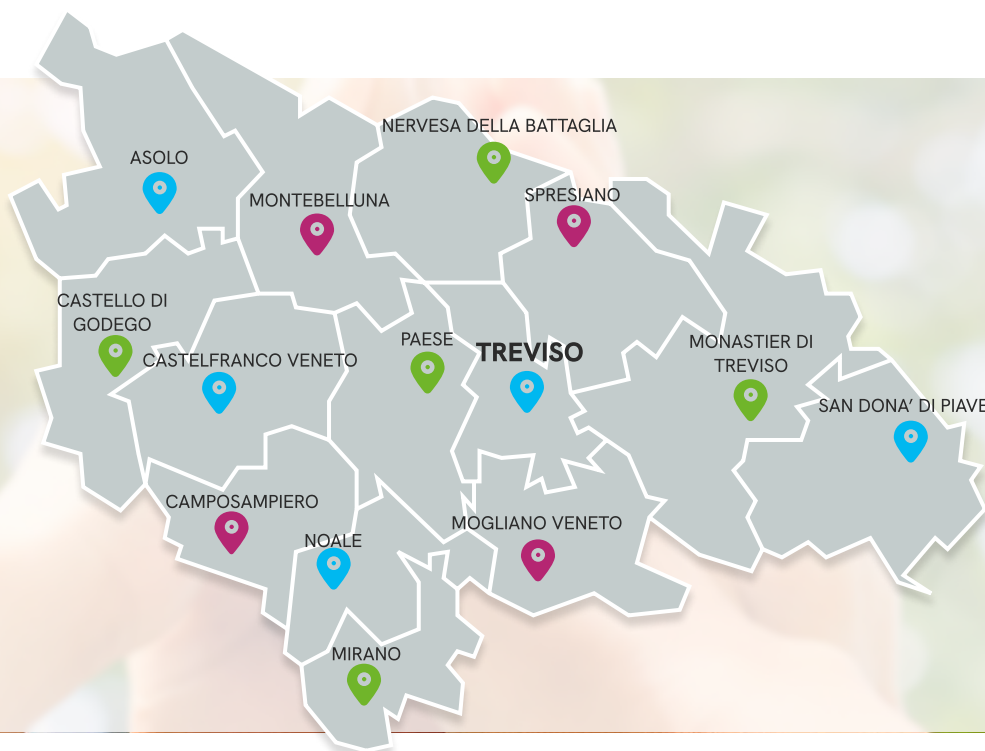 NERVESA DELLA BATTAGLIA
ASOLO
SPRESIANO
MONTEBELLUNA
CASTELLO DI
GODEGO
PAESE
TREVISO
MONASTIER DI
TREVISO
CASTELFRANCO VENETO
SAN DONA’ DI PIAVE
CAMPOSAMPIERO
MOGLIANO VENETO
NOALE
MIRANO